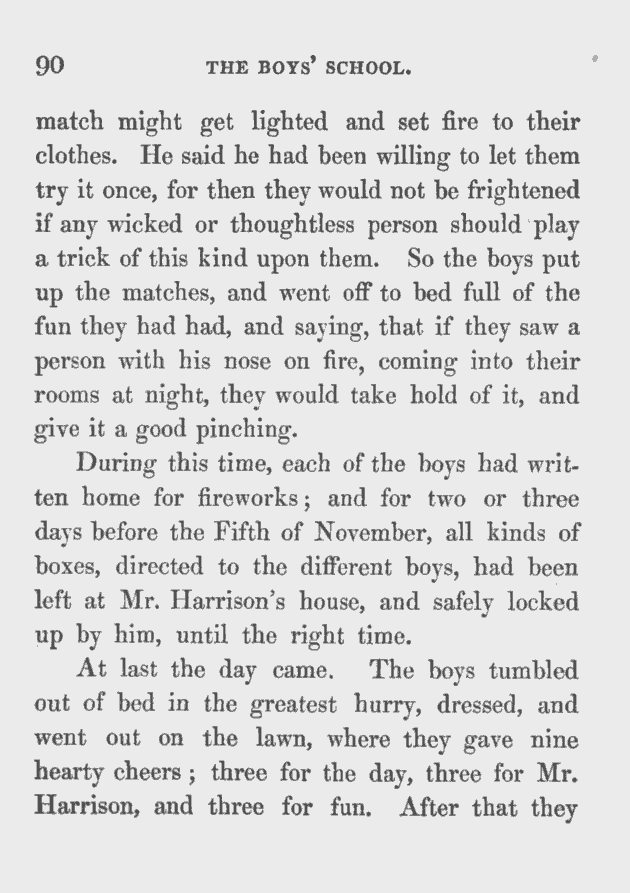 90 THE BOYS' SCHOOL.
match might get lighted and set fire to their
clothes. He said he had been willing to let them
try it once, for then they would not be frightened
if any wicked or thoughtless person should play
a trick of this kind upon them. So the boys put
up the matches, and went off to bed full of the
fun they had had, and saying, that if they saw a
person with his nose on fire, coming into their
rooms at night, they would take hold of it, and
give it a good pinching.
During this time, each of the boys had writ-
ten home for fireworks; and for two or three
days before the Fifth of November, all kinds of
boxes, directed to the different boys, had been
left at Mr. Harrison's house, and safely locked
up by him, until the right time.
At last the day came. The boys tumbled
out of bed in the greatest hurry, dressed, and
went out on the lawn, where they gave nine
hearty cheers; three for the day, three for Mr.
Harrison, and three for fun. After that they